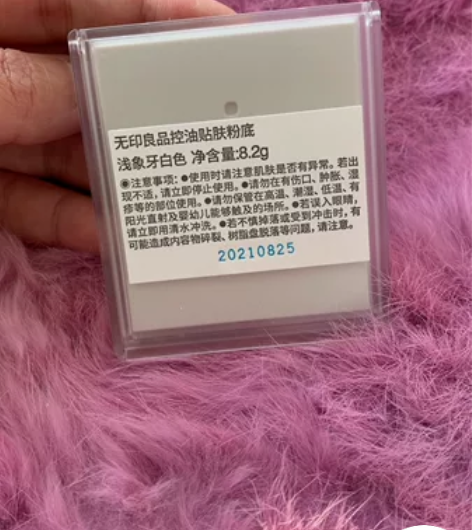 无印良品控油贴肤粉底
浅象牙白色 净含量:8.2g
◉注意事项: ●使用时请注意肌肤是否有异常。若出
现不适, 请立即停止使用。●请勿在有伤口、肿胀、湿
疹等的部位使用。●请勿保管在高温、潮湿、低温、有
阳光直射及婴幼儿能够触及的场所。●若误入眼睛,
请立即用清水冲洗。●若不慎掉落或受到冲击时, 有
可能造成内容物碎裂、树脂盘脱落等问题, 请注意。
20210825